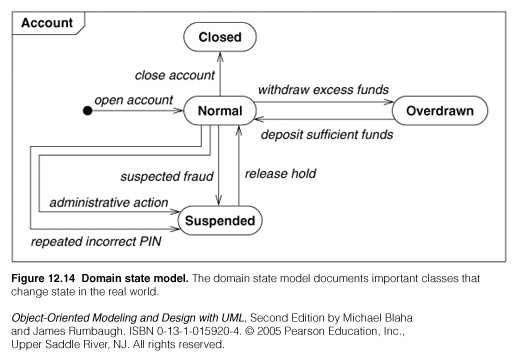 Account
Closed
close account
withdraw excess funds
open account
Normal
Overdrawn
deposit sufficient funds
suspected fraud
release hold
administrative action
Suspended
repeated incorrect PIN
Figure 12.14 Domain state model. The domain state model documents important classes that
change state in the real world.
Object-Oriented Modeling and Design with UML, Second Edition by Michael Blaha
and James Rumbaugh. ISBN 0-13-1-015920-4. © 2005 Pearson Education, Inc.,
Upper Saddle River, NJ. All rights reserved.